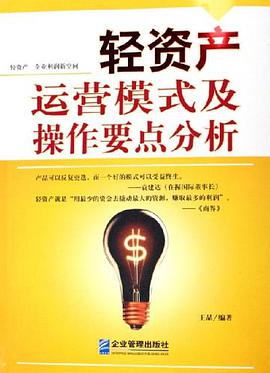 轻资产 企业利润新空间
轻资产
运营模式及
操作要点分析
产品可以反复更迭,而一个好的模式可以受益终生。
——袁建达(在握国际董事长)
轻资产就是“用最少的资金去撬动最大的资源,赚取最多的利润”。
——《商界》
$
王晶/编著
企业管理出版社